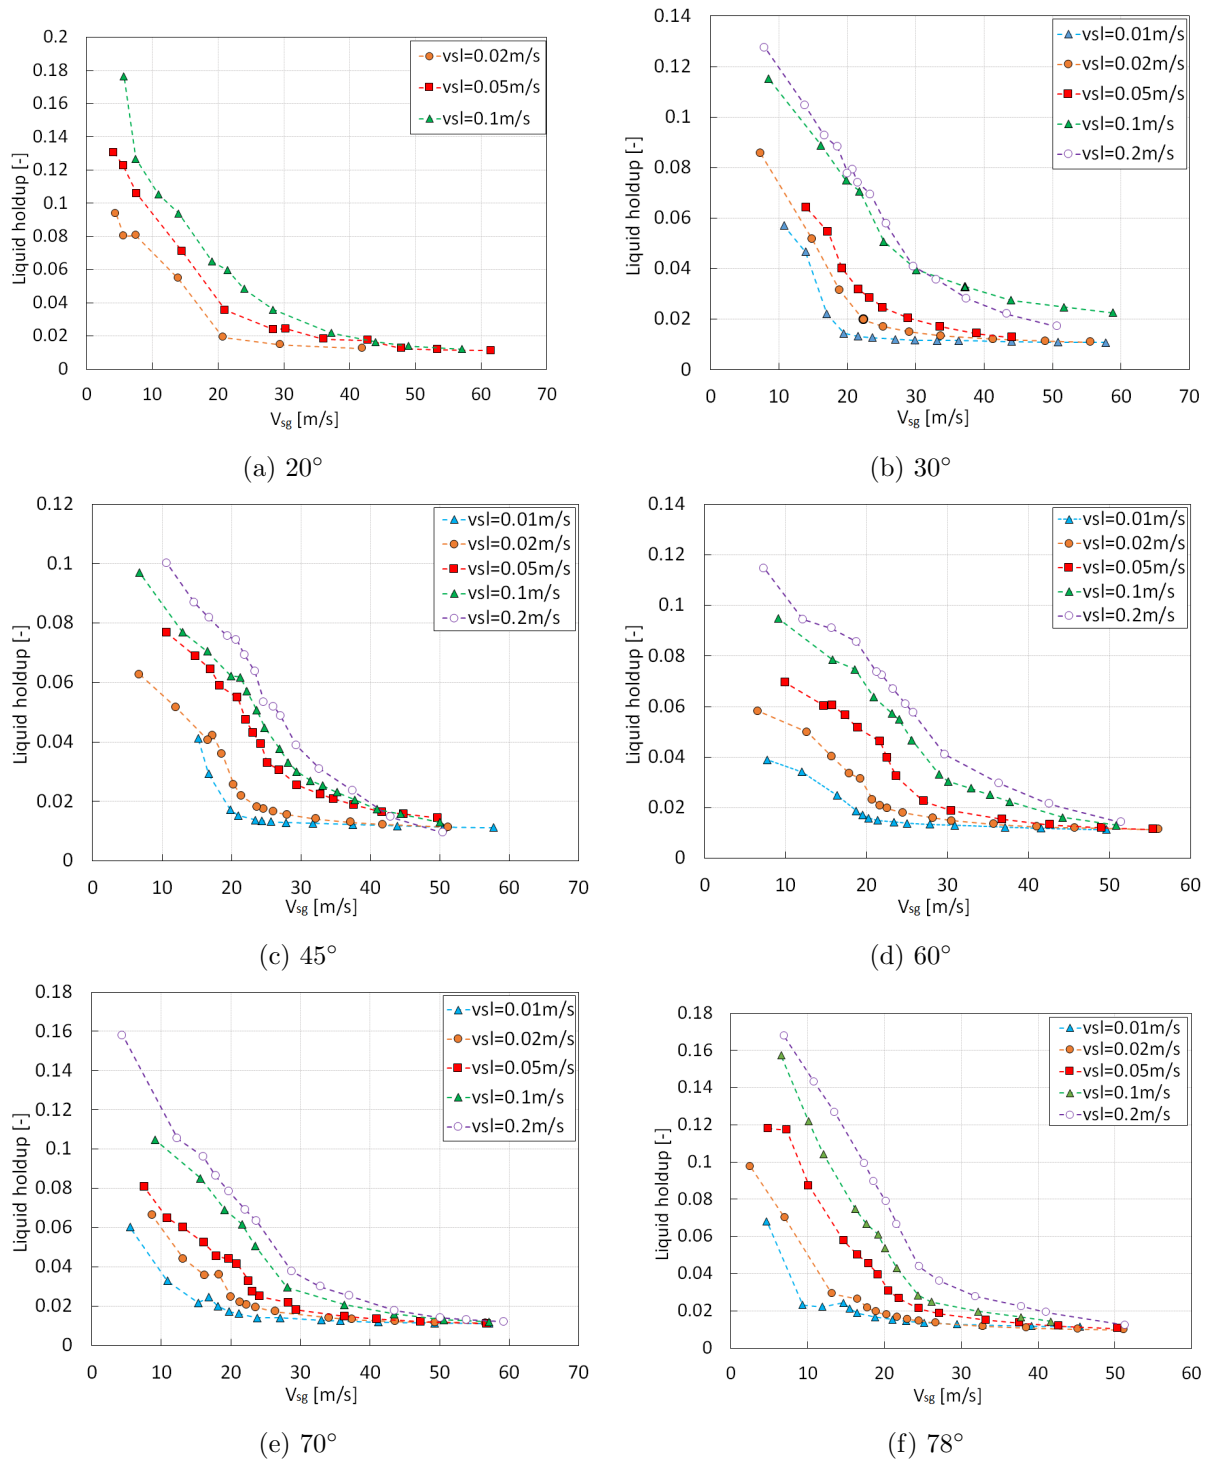 0.2
0.18
0.16
0.14
0.12
0.1
0.08
0.06
0.04
0.02
0
Liquid holdup [-]
0 10 20 30 40 50 60 70
Vsg [m/s]
vsl=0.02m/s
vsl=0.05m/s
vsl=0.1m/s
(a) 20°
0.14
0.12
0.1
0.08
0.06
0.04
0.02
0
Liquid holdup [-]
0 10 20 30 40 50 60 70
Vsg [m/s]
vsl=0.01m/s
vsl=0.02m/s
vsl=0.05m/s
vsl=0.1m/s
vsl=0.2m/s
(b) 30°
0.12
0.1
0.08
0.06
0.04
0.02
0
Liquid holdup [-]
0 10 20 30 40 50 60 70
Vsg [m/s]
vsl=0.01m/s
vsl=0.02m/s
vsl=0.05m/s
vsl=0.1m/s
vsl=0.2m/s
(c) 45°
0.14
0.12
0.1
0.08
0.06
0.04
0.02
0
Liquid holdup [-]
0 10 20 30 40 50 60
Vsg [m/s]
vsl=0.01m/s
vsl=0.02m/s
vsl=0.05m/s
vsl=0.1m/s
vsl=0.2m/s
(d) 60°
0.18
0.16
0.14
0.12
0.1
0.08
0.06
0.04
0.02
0
Liquid holdup [-]
0 10 20 30 40 50 60 70
Vsg [m/s]
vsl=0.01m/s
vsl=0.02m/s
vsl=0.05m/s
vsl=0.1m/s
vsl=0.2m/s
(e) 70°
0.18
0.16
0.14
0.12
0.1
0.08
0.06
0.04
0.02
0
Liquid holdup [-]
0 10 20 30 40 50 60
Vsg [m/s]
vsl=0.01m/s
vsl=0.02m/s
vsl=0.05m/s
vsl=0.1m/s
vsl=0.2m/s
(f) 78°